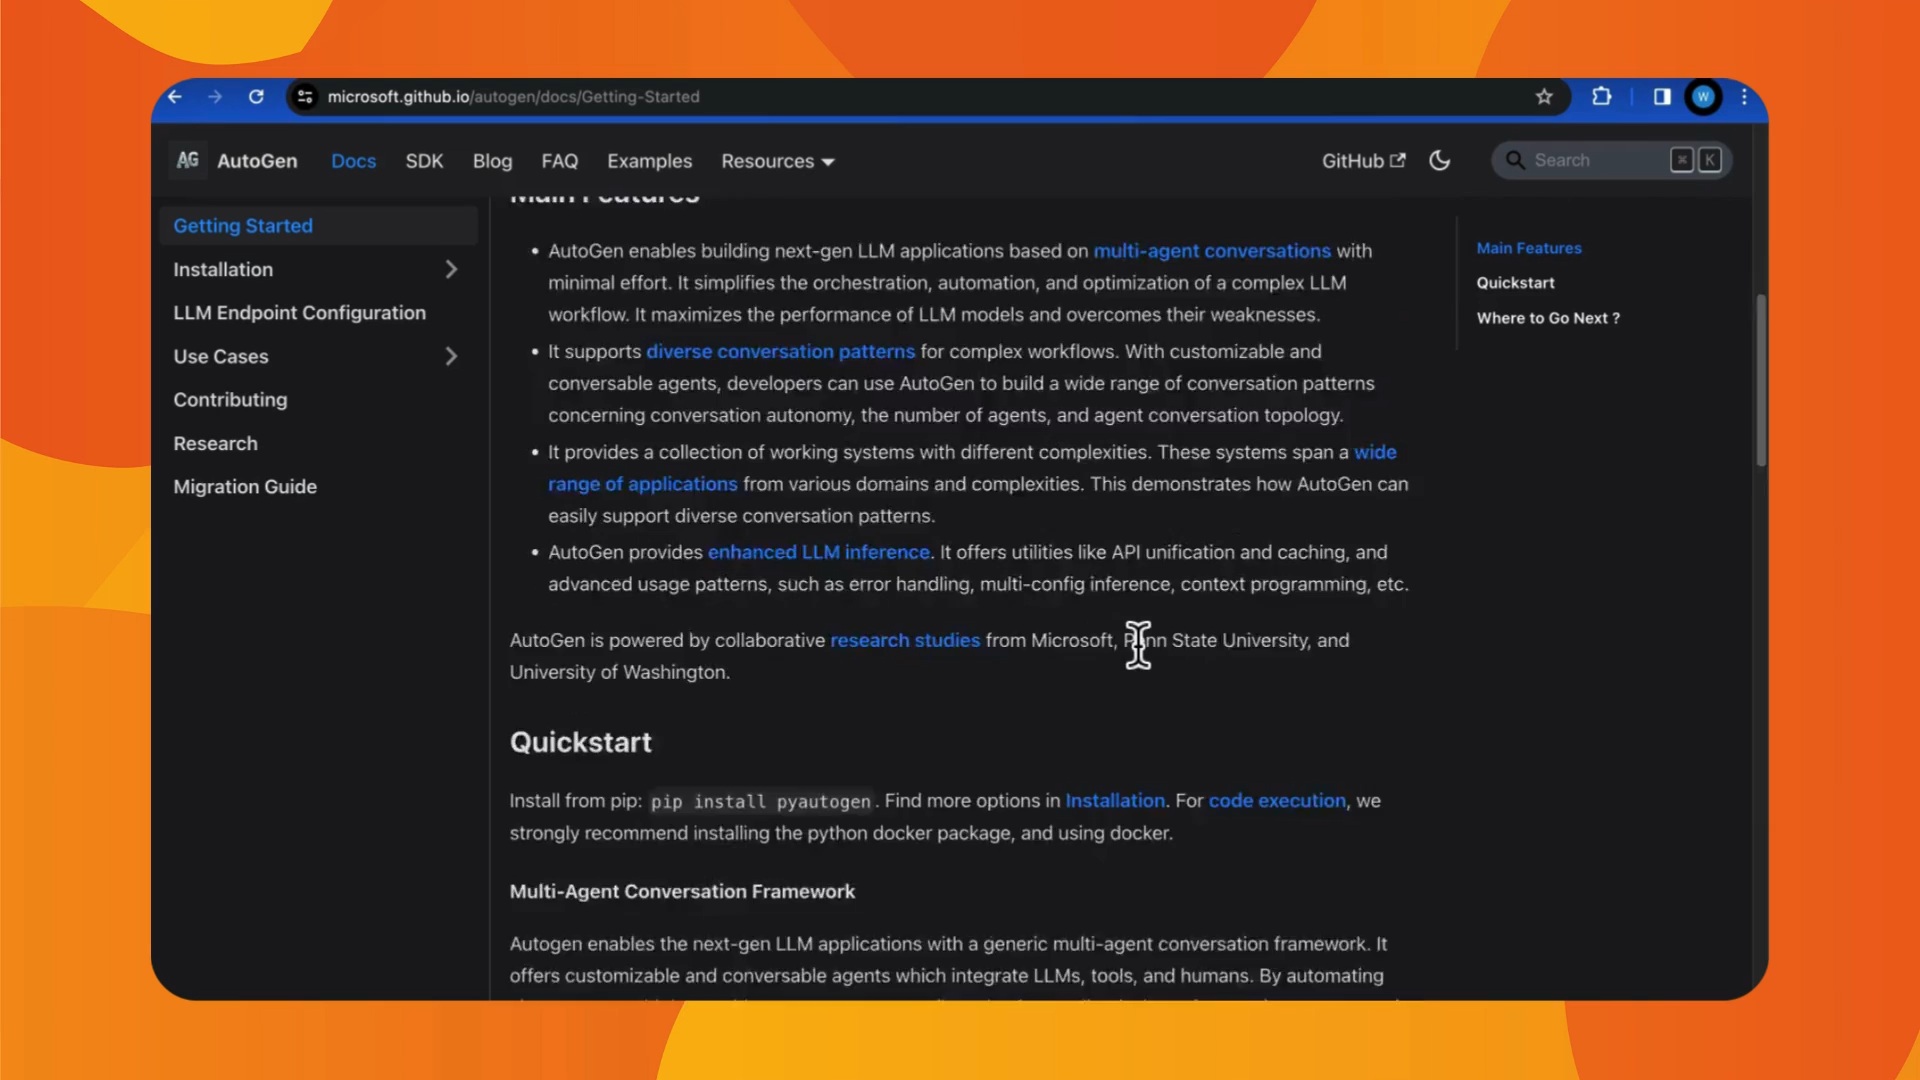 microsoft.github.io/autogen/docs/Getting-Started
W
AG AutoGen Docs SDK Blog FAQ Examples Resources GitHub Search ⌘ K
Getting Started
Installation
LLM Endpoint Configuration
Use Cases
Contributing
Research
Migration Guide
Main Features
• AutoGen enables building next-gen LLM applications based on multi-agent conversations with
minimal effort. It simplifies the orchestration, automation, and optimization of a complex LLM
workflow. It maximizes the performance of LLM models and overcomes their weaknesses.
• It supports diverse conversation patterns for complex workflows. With customizable and
conversable agents, developers can use AutoGen to build a wide range of conversation patterns
concerning conversation autonomy, the number of agents, and agent conversation topology.
• It provides a collection of working systems with different complexities. These systems span a wide
range of applications from various domains and complexities. This demonstrates how AutoGen can
easily support diverse conversation patterns.
• AutoGen provides enhanced LLM inference. It offers utilities like API unification and caching, and
advanced usage patterns, such as error handling, multi-config inference, context programming, etc.
AutoGen is powered by collaborative research studies from Microsoft, Penn State University, and
University of Washington.
Quickstart
Install from pip: pip install pyautogen. Find more options in Installation. For code execution, we
strongly recommend installing the python docker package, and using docker.
Multi-Agent Conversation Framework
Autogen enables the next-gen LLM applications with a generic multi-agent conversation framework. It
offers customizable and conversable agents which integrate LLMs, tools, and humans. By automating
Main Features
Quickstart
Where to Go Next ?